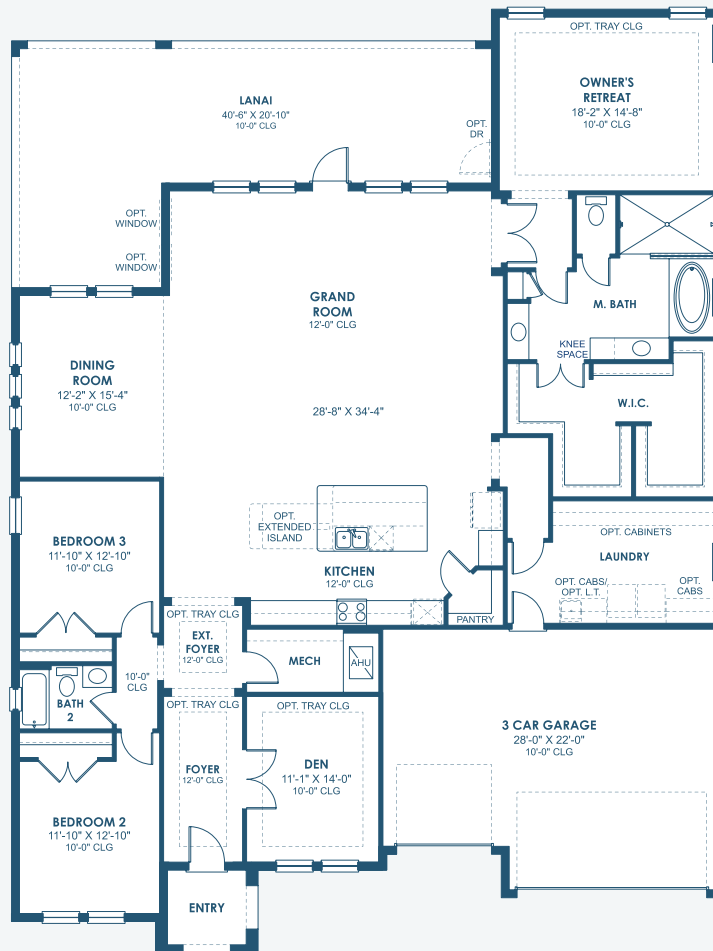 OPT. TRAY CLG
OWNER'S
RETREAT
18'-2" X 14'-8"
10'-0" CLG
LANAI
40'-6" X 20'-10"
10'-0" CLG
OPT.
DR
OPT.
WINDOW
OPT.
WINDOW
GRAND
ROOM
12'-0" CLG
28'-8" X 34'-4"
M. BATH
KNEE
SPACE
W.I.C.
DINING
ROOM
12'-2" X 15'-4"
10'-0" CLG
OPT.
EXTENDED
ISLAND
KITCHEN
12'-0" CLG
PANTRY
OPT. CABINETS
LAUNDRY
OPT. CABS/
OPT. L.T.
OPT.
CABS
BEDROOM 3
11'-10" X 12'-10"
10'-0" CLG
OPT. TRAY CLG
EXT.
FOYER
12'-0" CLG
MECH
AHU
10'-0"
CLG
BATH
2
OPT. TRAY CLG
FOYER
12'-0" CLG
OPT. TRAY CLG
DEN
11'-1" X 14'-0"
10'-0" CLG
3 CAR GARAGE
28'-0" X 22'-0"
10'-0" CLG
BEDROOM 2
11'-10" X 12'-10"
10'-0" CLG
ENTRY